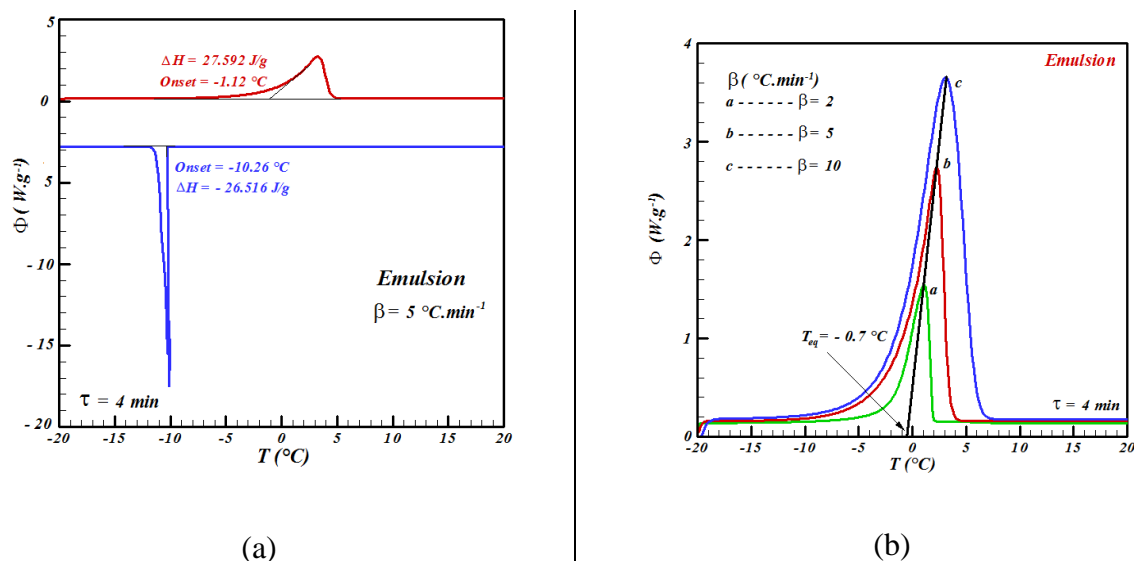 5
ΔH = 27.592 J/g
Onset = -1.12 °C
0
Onset = -10.26 °C
ΔH = - 26.516 J/g
5
Φ ( W.g⁻¹)
- 10
Emulsion
β = 5 °C.min⁻¹
- 15
τ = 4 min
- 20
-20 -15 -10 -5 0 5 10 15 20
T (°C)
(a)
4
Emulsion
β ( °C.min⁻¹)
c
a - - - - - - β = 2
b - - - - - - β = 5
b
3
c - - - - - - β = 10
Φ (W.g⁻¹)
2
a
1
T_eq = - 0.7 °C
τ = 4 min
0
-20 -15 -10 -5 0 5 10 15 20
T (°C)
(b)